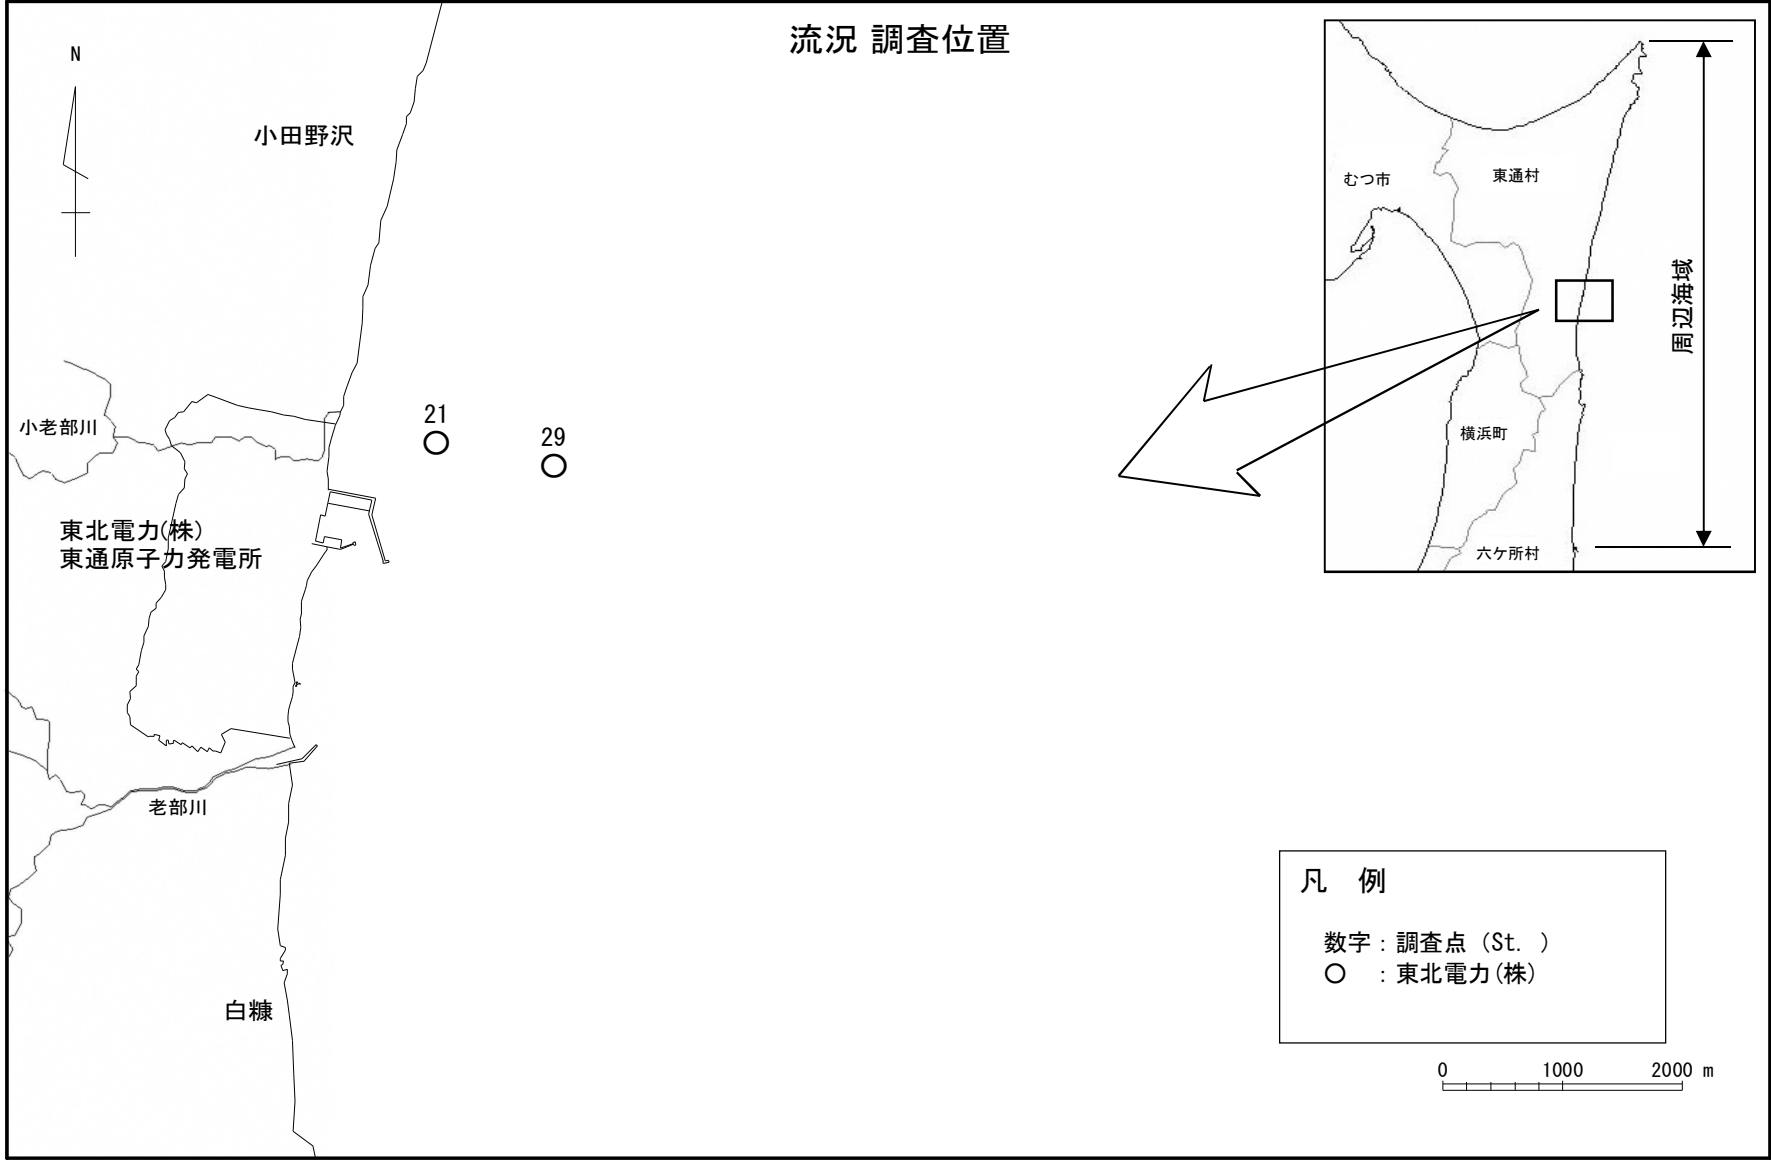 流況 調査位置
N
小田野沢
むつ市
東通村
周辺海域
横浜町
六ケ所村
小老部川
21
29
東北電力(株)
東通原子力発電所
老部川
白糠
凡 例
数字:調査点(St. )
○ :東北電力(株)
0 1000 2000 m